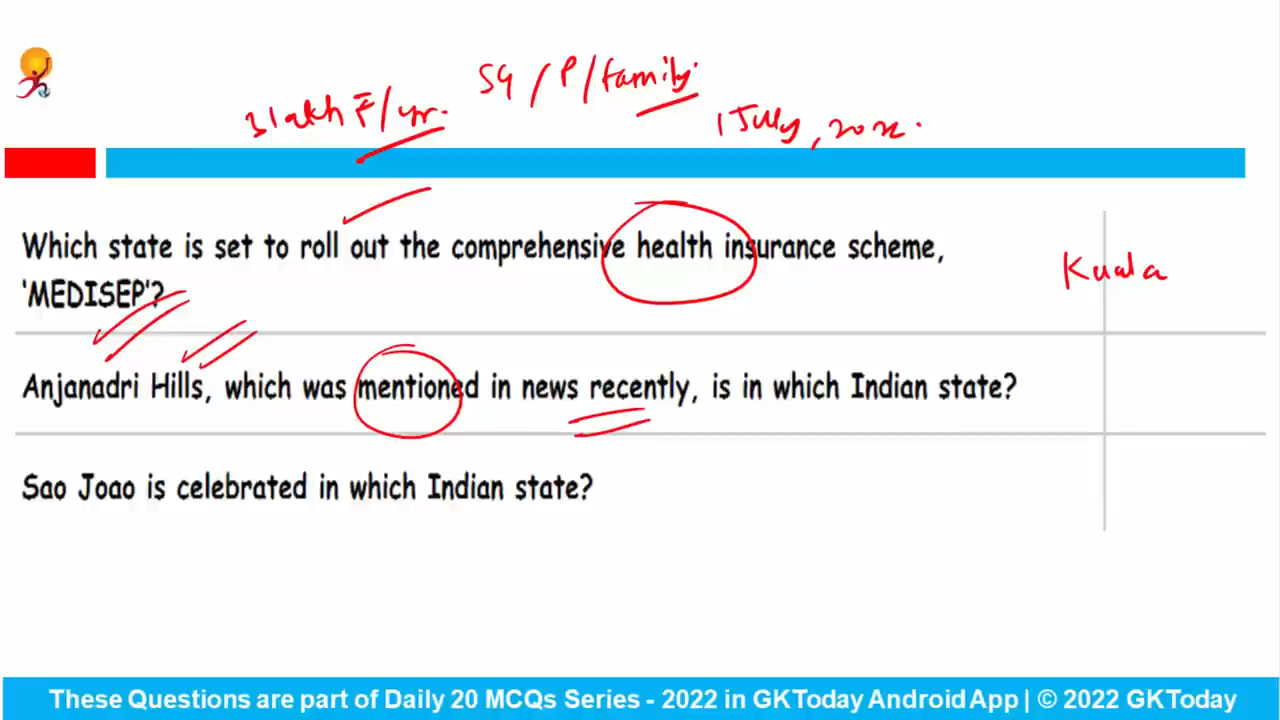 SG / P / family.
3 lakh ₹/yr.
1 July, 2022.
Which state is set to roll out the comprehensive health insurance scheme,
'MEDISEP'?
Kerala
Anjanadri Hills, which was mentioned in news recently, is in which Indian state?
Sao Joao is celebrated in which Indian state?
These Questions are part of Daily 20 MCQs Series - 2022 in GKToday Android App | © 2022 GKToday